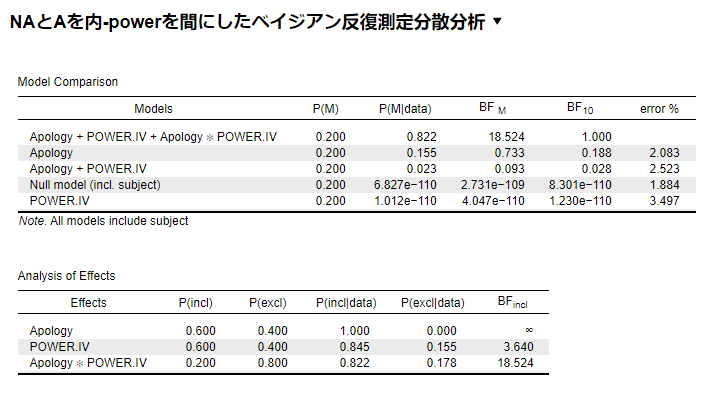 NAとAを内-powerを間にしたベイジアン反復測定分散分析 ▼
Model Comparison
Models P(M) P(M|data) BF M BF10 error %
Apology + POWER.IV + Apology ✻ POWER.IV 0.200 0.822 18.524 1.000
Apology 0.200 0.155 0.733 0.188 2.083
Apology + POWER.IV 0.200 0.023 0.093 0.028 2.523
Null model (incl. subject) 0.200 6.827e−110 2.731e−109 8.301e−110 1.884
POWER.IV 0.200 1.012e−110 4.047e−110 1.230e−110 3.497
Note. All models include subject
Analysis of Effects
Effects P(incl) P(excl) P(incl|data) P(excl|data) BFincl
Apology 0.600 0.400 1.000 0.000 ∞
POWER.IV 0.600 0.400 0.845 0.155 3.640
Apology ✻ POWER.IV 0.200 0.800 0.822 0.178 18.524